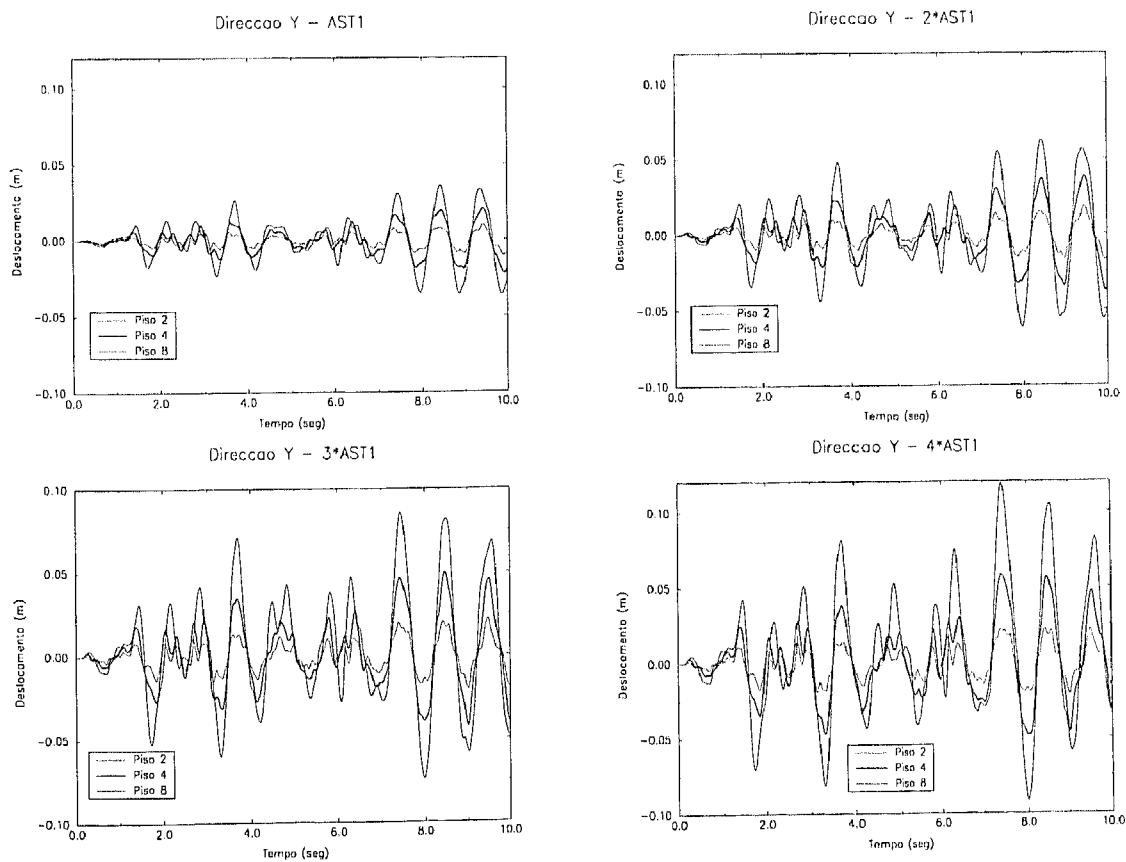 Direccao Y - AST1
Deslocamento (m)
0.10
0.05
0.00
-0.05
-0.10
Piso 2
Piso 4
Piso 8
0.0 2.0 4.0 6.0 8.0 10.0
Tempo (seg)
Direccao Y - 2*AST1
Deslocamento (m)
0.10
0.05
0.00
-0.05
-0.10
Piso 2
Piso 4
Piso 8
0.0 2.0 4.0 6.0 8.0 10.0
Tempo (seg)
Direccao Y - 3*AST1
Deslocamento (m)
0.10
0.05
0.00
-0.05
-0.10
Piso 2
Piso 4
Piso 8
0.0 2.0 4.0 6.0 8.0 10.0
Tempo (seg)
Direccao Y - 4*AST1
Deslocamento (m)
0.10
0.05
0.00
-0.05
-0.10
Piso 2
Piso 4
Piso 8
0.0 2.0 4.0 6.0 8.0 10.0
Tempo (seg)